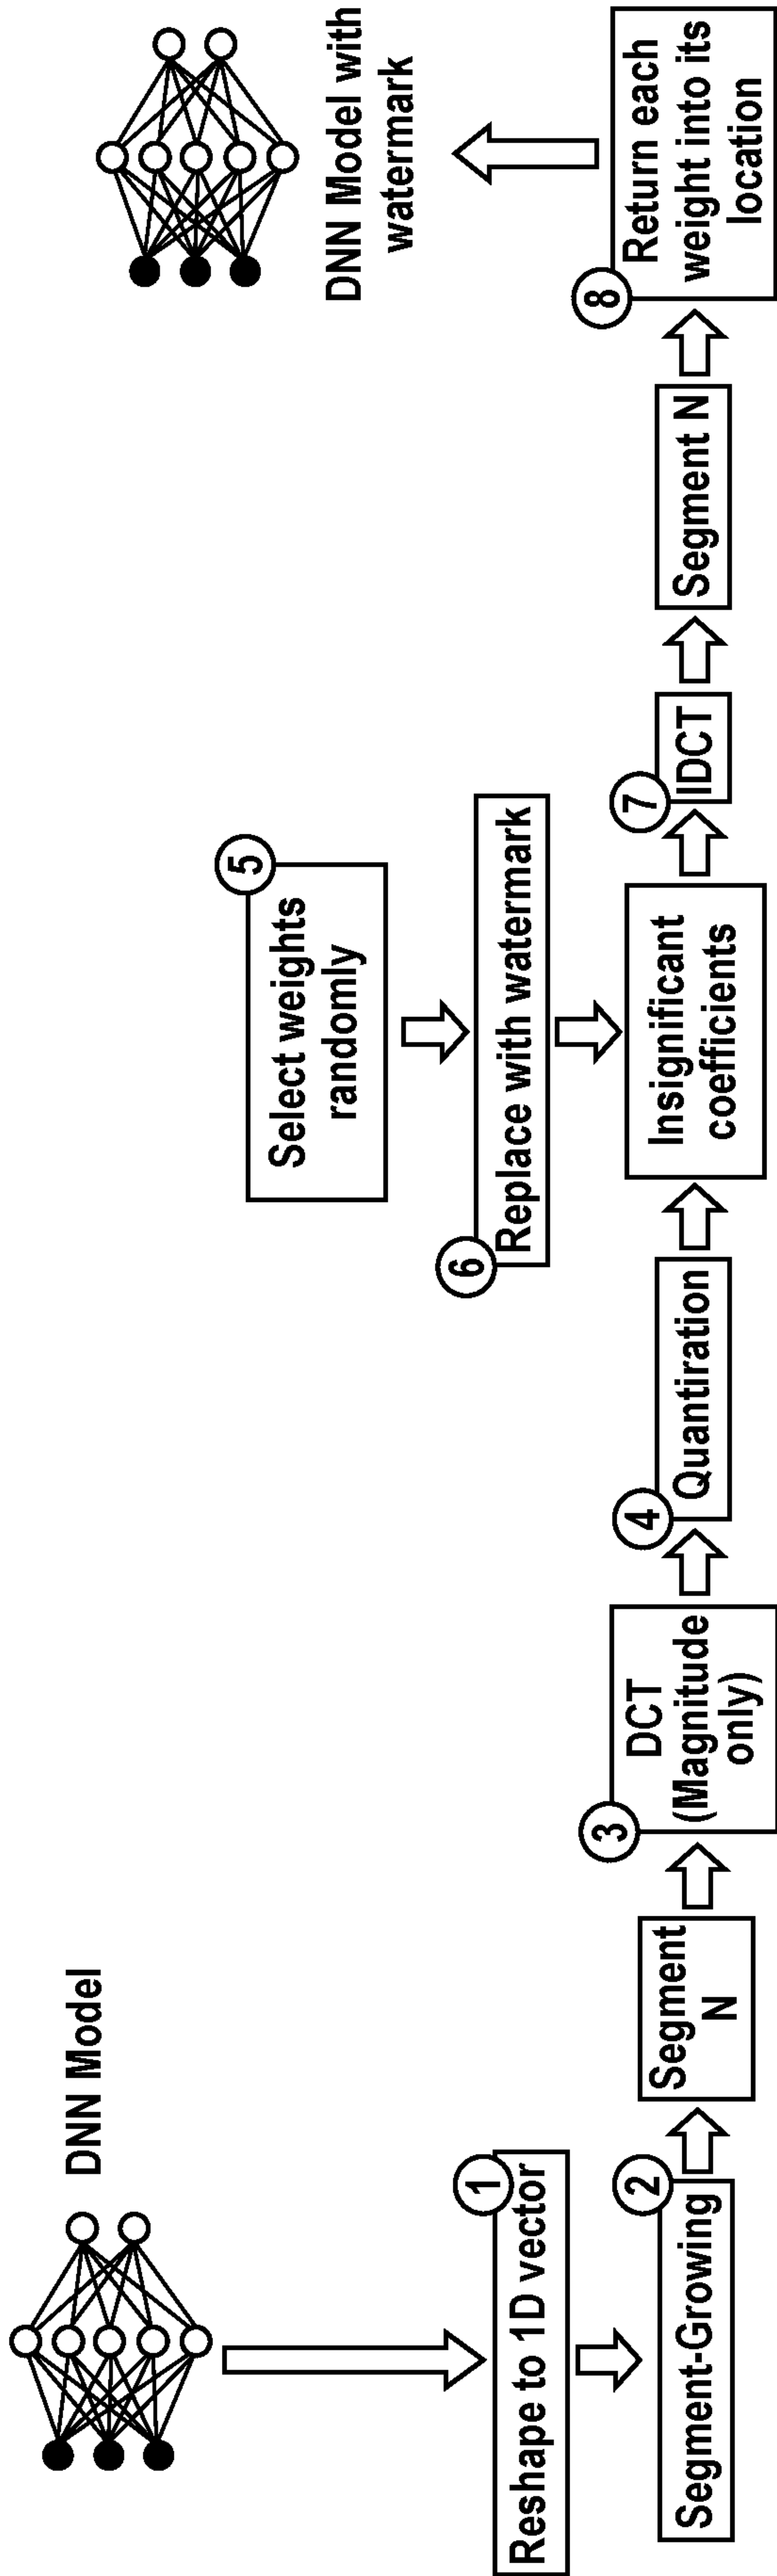 DNN Model
1
Reshape to 1D vector
2
Segment-Growing
Segment
N
3
DCT
(Magnitude
only)
4
Quantiration
5
Select weights
randomly
6
Replace with watermark
Insignificant
coefficients
7
IDCT
Segment N
8
Return each
weight into its
location
DNN Model with
watermark